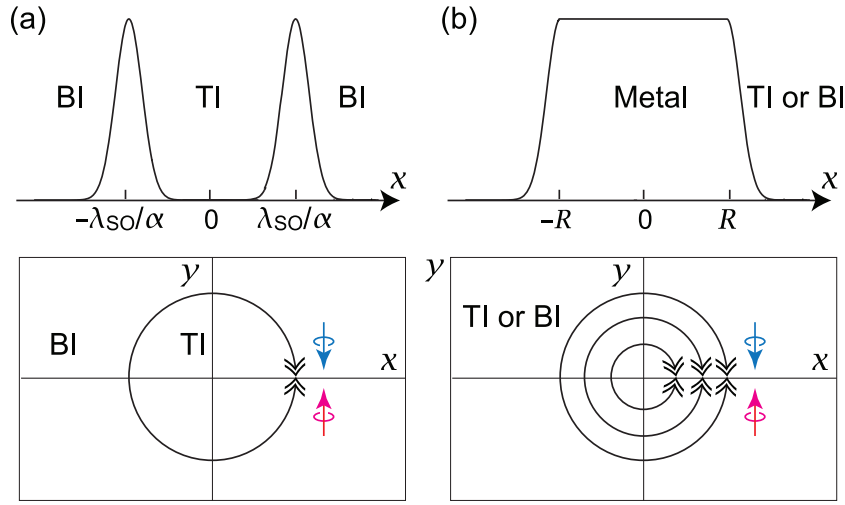 (a)
BI
TI
BI
x
−λSO/α
0
λSO/α
(b)
Metal
TI or BI
x
−R
0
R
y
BI
TI
x
y
y
TI or BI
x